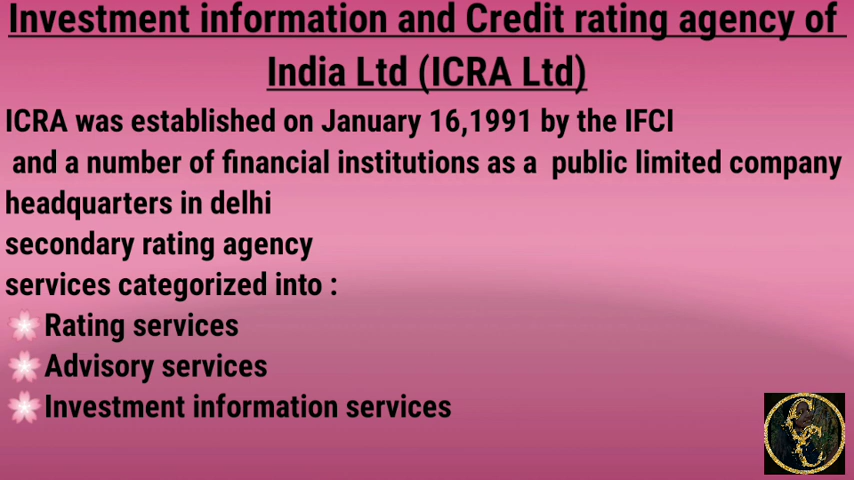 Investment information and Credit rating agency of
India Ltd (ICRA Ltd)
ICRA was established on January 16,1991 by the IFCI
and a number of financial institutions as a public limited company
headquarters in delhi
secondary rating agency
services categorized into :
Rating services
Advisory services
Investment information services